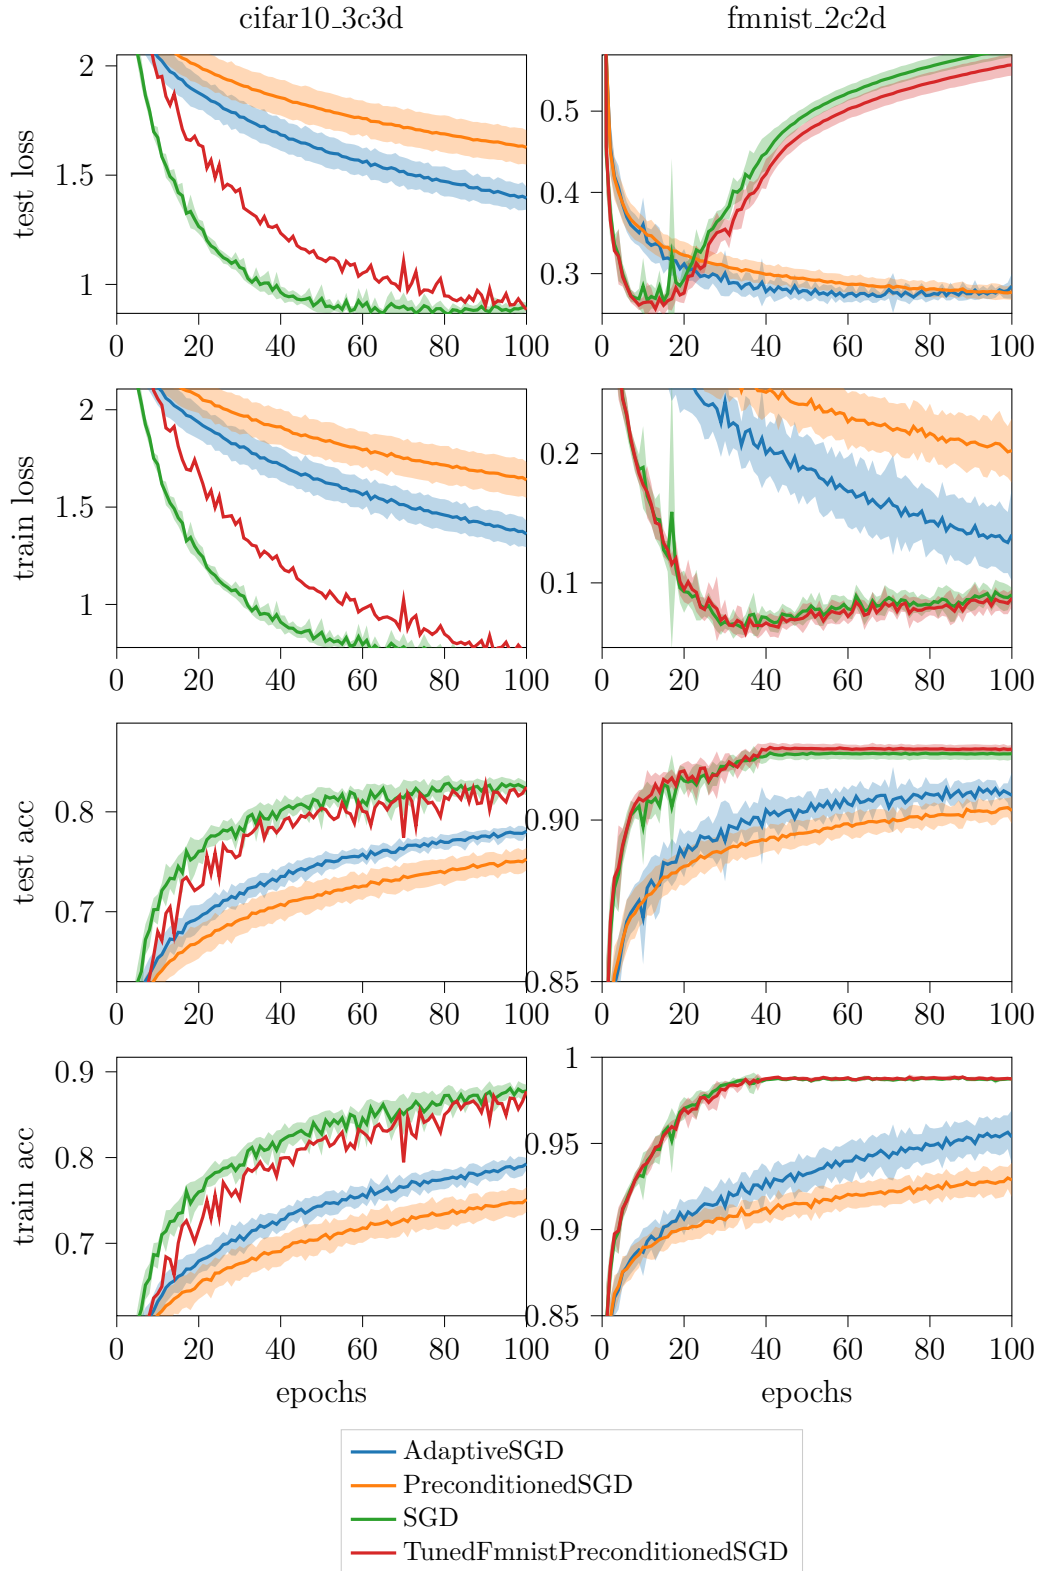 cifar10_3c3d fmnist_2c2d
test loss
2
1.5
1
0 20 40 60 80 100
0.5
0.4
0.3
0 20 40 60 80 100
train loss
2
1.5
1
0 20 40 60 80 100
0.2
0.1
0 20 40 60 80 100
test acc
0.8
0.7
0 20 40 60 80 100
0.90
0.85
0 20 40 60 80 100
train acc
0.9
0.8
0.7
0 20 40 60 80 100
epochs
1
0.95
0.9
0.85
0 20 40 60 80 100
epochs
AdaptiveSGD
PreconditionedSGD
SGD
TunedFmnistPreconditionedSGD